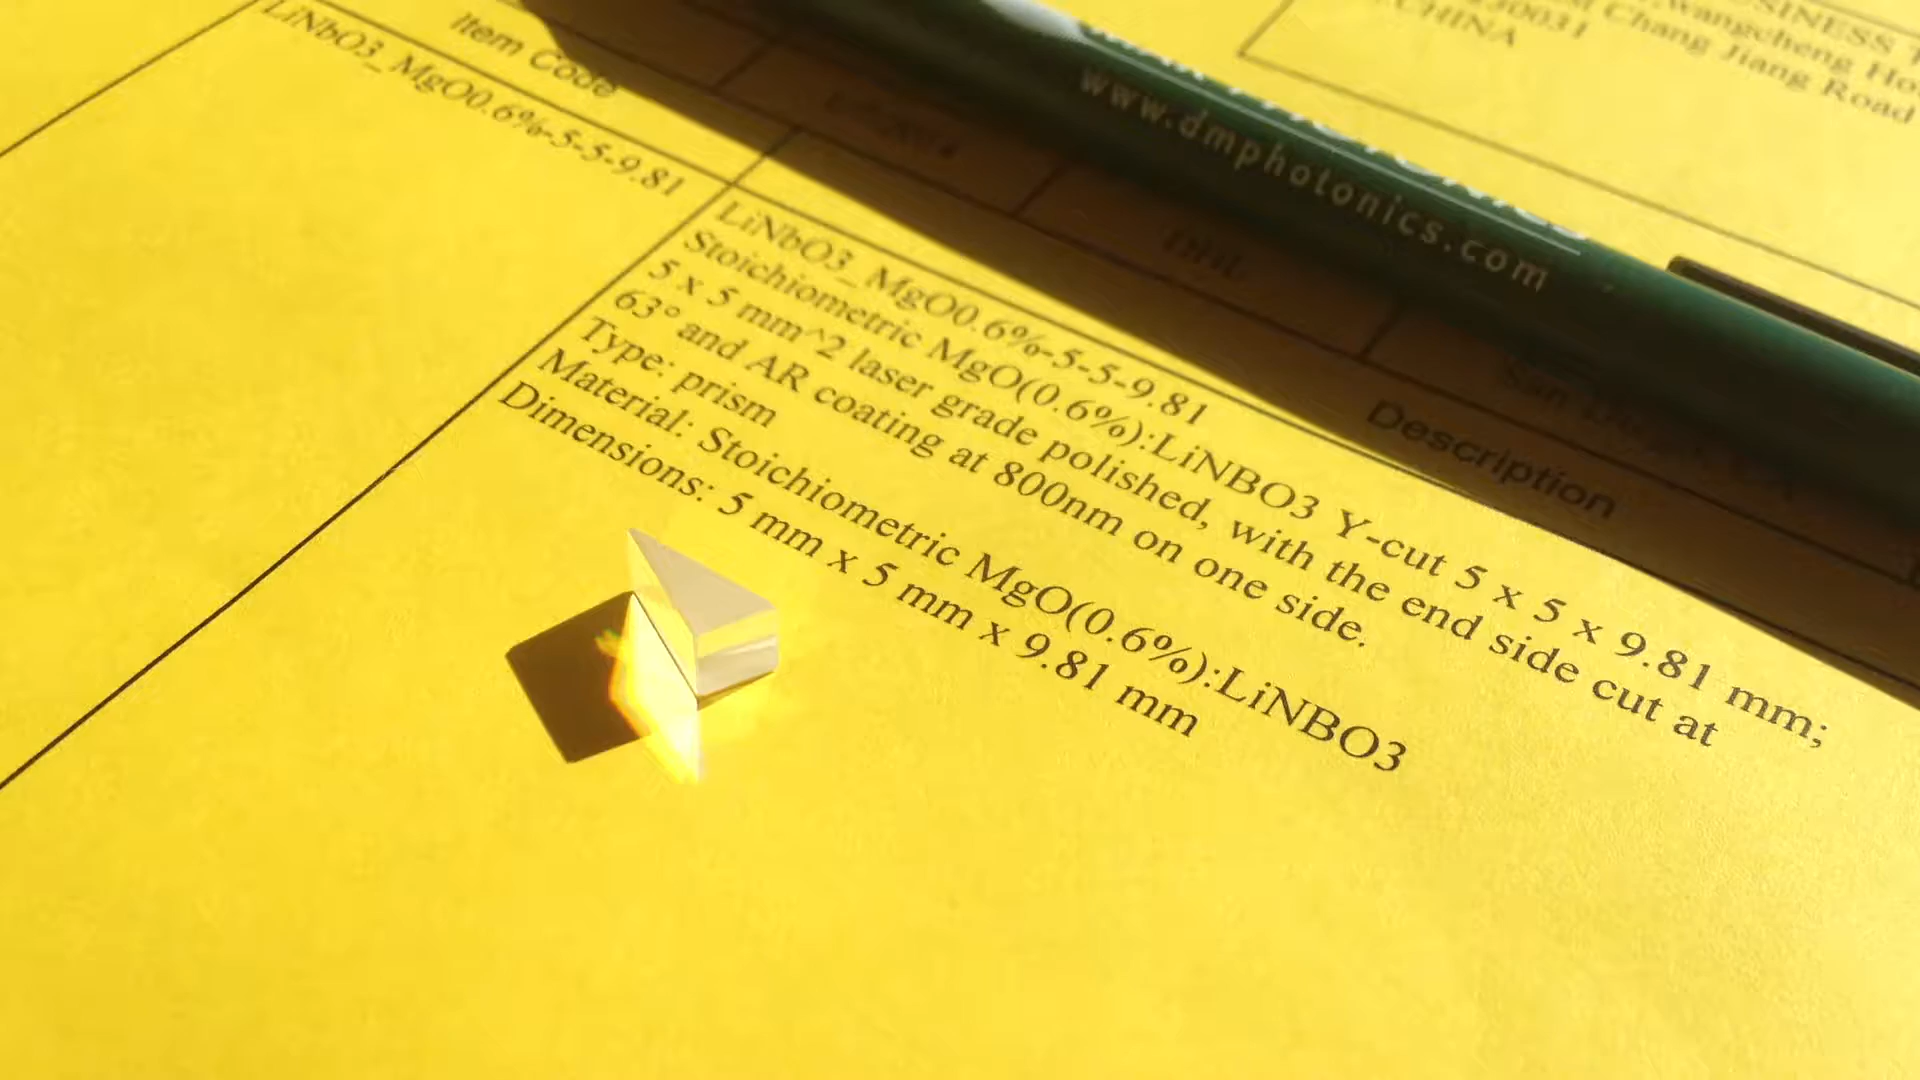 SINESS
wangcheng
Chang Jiang Road
230031
CHINA
www.dmphotonics.com
Item Code
Description
LiNbO3_MgO0.6%-5-5-9.81
LiNbO3_MgO0.6%-5-5-9.81
Stoichiometric MgO(0.6%):LiNBO3 Y-cut 5 x 5 x 9.81 mm;
5 x 5 mm^2 laser grade polished, with the end side cut at
63° and AR coating at 800nm on one side.
Type: prism
Material: Stoichiometric MgO(0.6%):LiNBO3
Dimensions: 5 mm x 5 mm x 9.81 mm